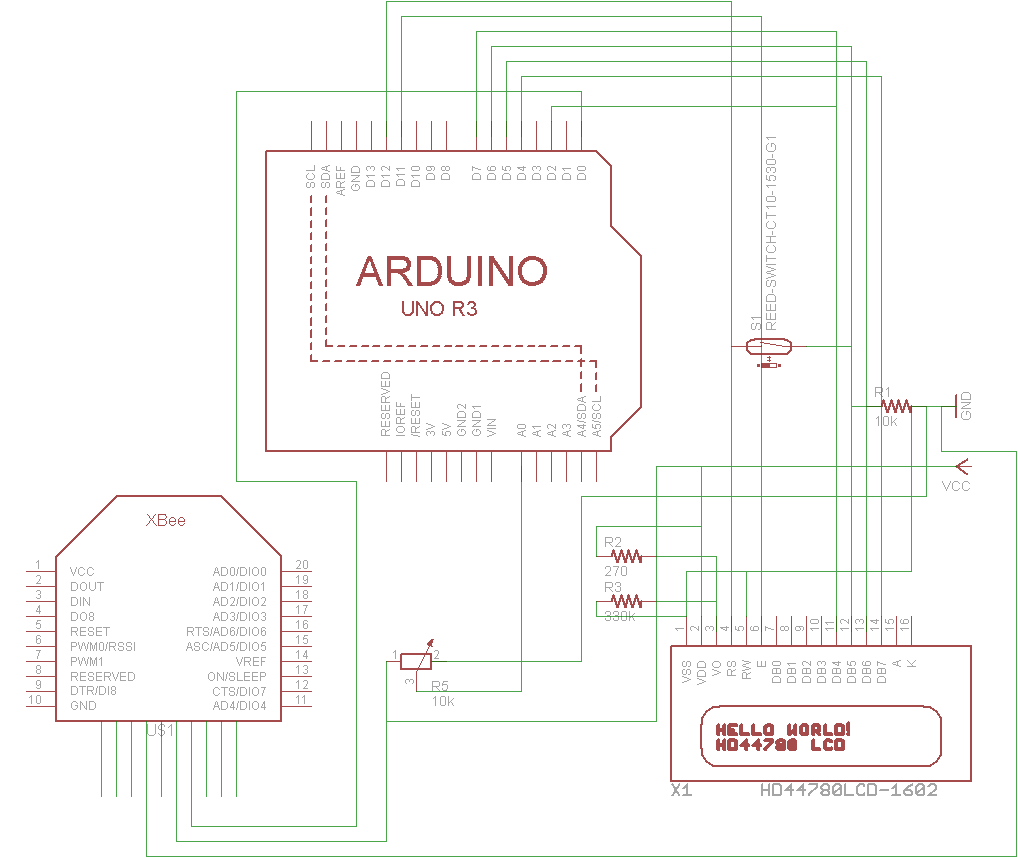 SCL
SDA
AREF
GND
D13
D12
D11
D10
D9
D8
D7
D6
D5
D4
D3
D2
D1
D0
ARDUINO
UNO R3
RESERVED
IOREF
/RESET
3V
5V
GND2
GND1
VIN
A0
A1
A2
A3
A4/SDA
A5/SCL
S1
REED-SWITCH-CT10-1530-G1
R1
10k
GND
VCC
XBee
1 VCC AD0/DIO0 20
2 DOUT AD1/DIO1 19
3 DIN AD2/DIO2 18
4 DO8 AD3/DIO3 17
5 RESET RTS/AD6/DIO6 16
6 PWM0/RSSI ASC/AD5/DIO5 15
7 PWM1 VREF 14
8 RESERVED ON/SLEEP 13
9 DTR/DI8 CTS/DIO7 12
10 GND AD4/DIO4 11
US1
1 2
3
R5
10k
R2
270
R3
330k
1 2 3 4 5 6 7 8 9 10 11 12 13 14 15 16
VSS
VDD
VO
RS
RW
E
DB0
DB1
DB2
DB3
DB4
DB5
DB6
DB7
A
K
HELLO WORLD!
HD44780 LCD
X1 HD44780LCD-1602